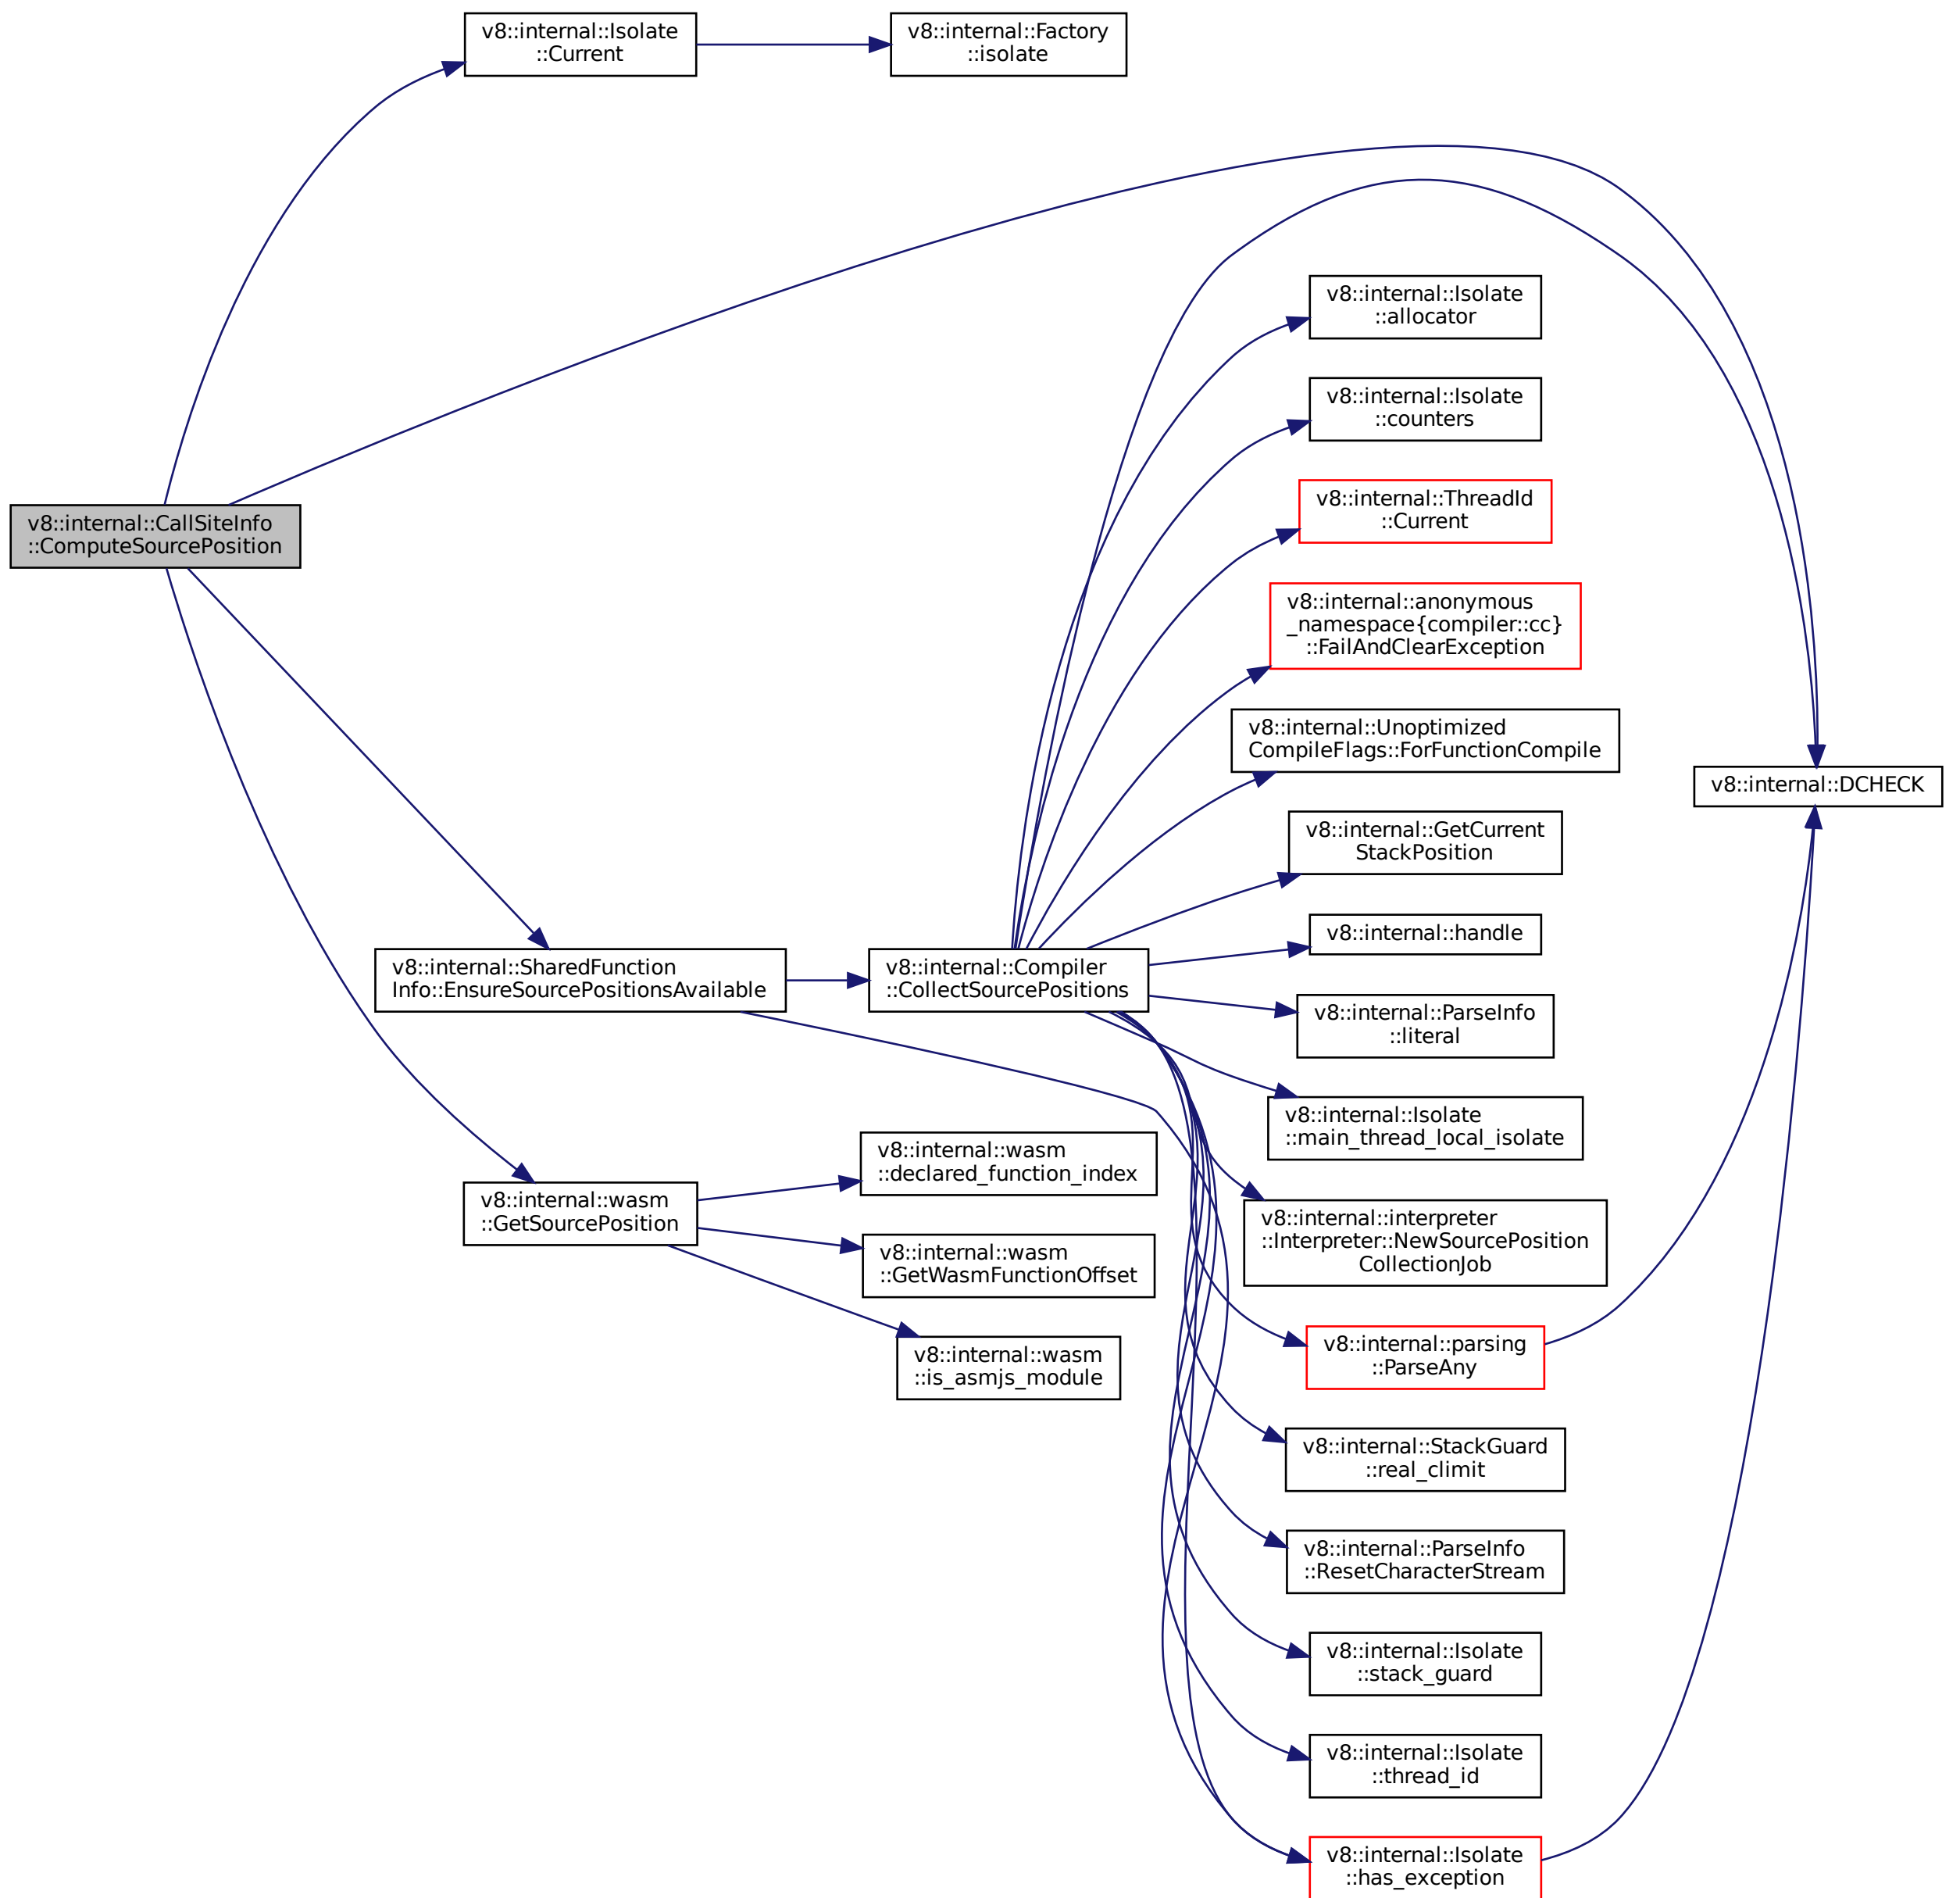 v8::internal::Isolate
::Current
v8::internal::Factory
::isolate
v8::internal::Isolate
::allocator
v8::internal::Isolate
::counters
v8::internal::ThreadId
::Current
v8::internal::CallSiteInfo
::ComputeSourcePosition
v8::internal::anonymous
_namespace{compiler::cc}
::FailAndClearException
v8::internal::Unoptimized
CompileFlags::ForFunctionCompile
v8::internal::DCHECK
v8::internal::GetCurrent
StackPosition
v8::internal::handle
v8::internal::SharedFunction
Info::EnsureSourcePositionsAvailable
v8::internal::Compiler
::CollectSourcePositions
v8::internal::ParseInfo
::literal
v8::internal::Isolate
::main_thread_local_isolate
v8::internal::wasm
::declared_function_index
v8::internal::wasm
::GetSourcePosition
v8::internal::interpreter
::Interpreter::NewSourcePosition
CollectionJob
v8::internal::wasm
::GetWasmFunctionOffset
v8::internal::parsing
::ParseAny
v8::internal::wasm
::is_asmjs_module
v8::internal::StackGuard
::real_climit
v8::internal::ParseInfo
::ResetCharacterStream
v8::internal::Isolate
::stack_guard
v8::internal::Isolate
::thread_id
v8::internal::Isolate
::has_exception